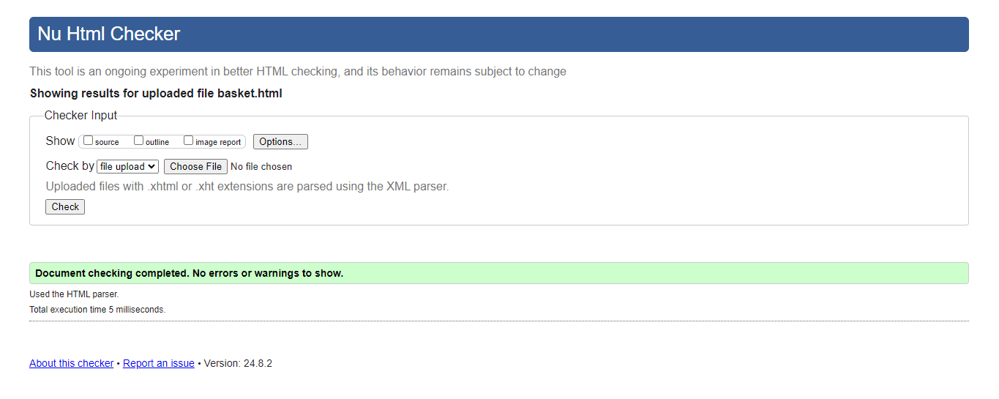 Nu Html Checker
This tool is an ongoing experiment in better HTML checking, and its behavior remains subject to change
Showing results for uploaded file basket.html
Checker Input
Show source outline image report Options...
Check by file upload Choose File No file chosen
Uploaded files with .xhtml or .xht extensions are parsed using the XML parser.
Check
Document checking completed. No errors or warnings to show.
Used the HTML parser.
Total execution time 5 milliseconds.
About this checker • Report an issue • Version: 24.8.2